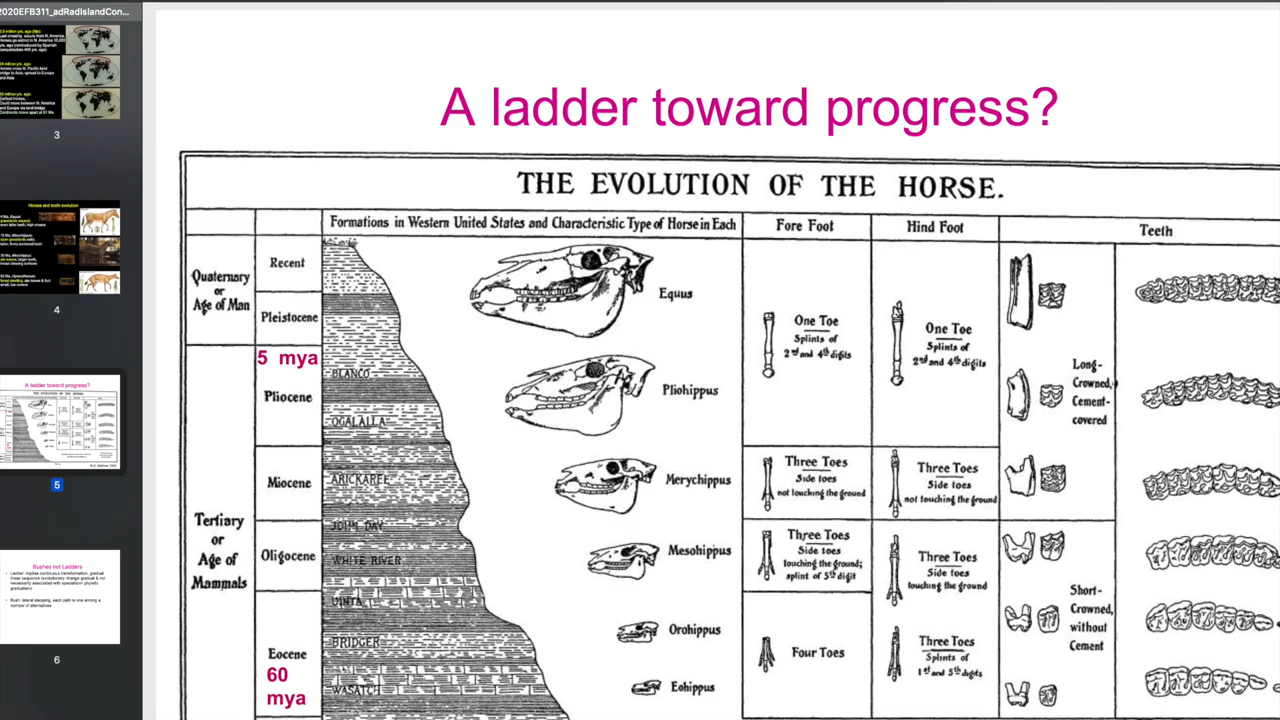 2020EFB311_adRadIslandCon...
3
Horses and tooth evolution
4
A ladder toward progress?
5
Bushes not Ladders
6
A ladder toward progress?
THE EVOLUTION OF THE HORSE.
Formations in Western United States and Characteristic Type of Horse in Each
Fore Foot
Hind Foot
Teeth
Quaternary
or
Age of Man
Recent
Pleistocene
Equus
One Toe
Splints of
2nd and 4th digits
One Toe
Splints of
2nd and 4th digits
5 mya
Pliocene
BLANCO
OGALALLA
Pliohippus
Long-
Crowned,
Cement-
covered
Tertiary
or
Age of
Mammals
Miocene
ARICKAREE
Merychippus
Three Toes
Side toes
not touching the ground
Three Toes
Side toes
not touching the ground
JOHN DAY
Oligocene
WHITE RIVER
Mesohippus
Three Toes
Side toes
touching the ground;
splint of 5th digit
Three Toes
Side toes
touching the ground
UINTA
Eocene
60
mya
BRIDGER
WASATCH
Orohippus
Eohippus
Four Toes
Three Toes
Splints of
1st and 5th digits
Short-
Crowned,
without
Cement